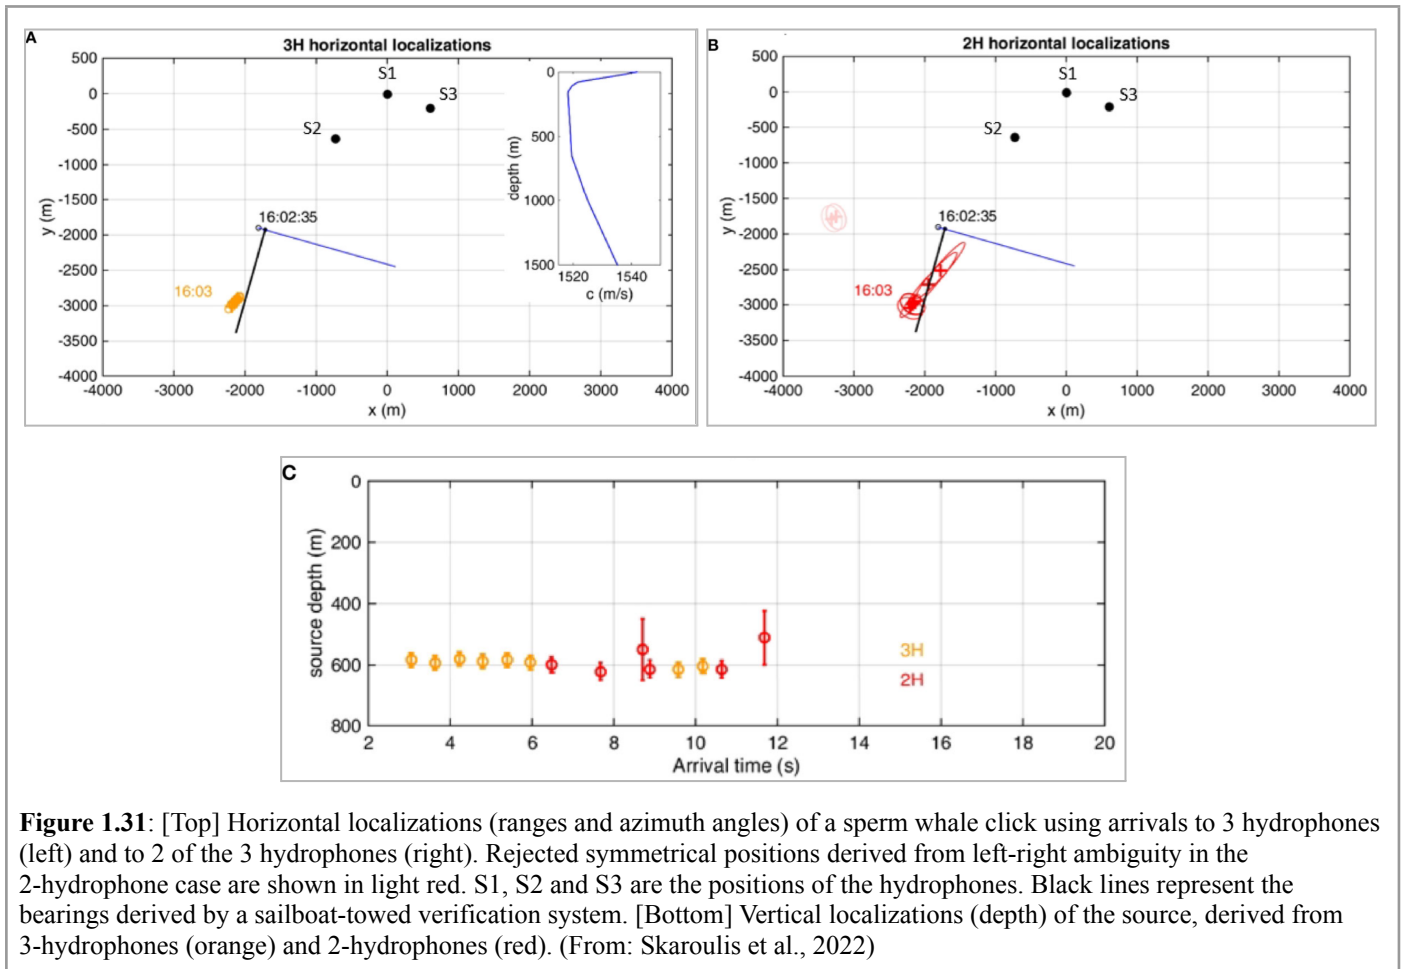 A
3H horizontal localizations
500
0
-500
-1000
-1500
-2000
-2500
-3000
-3500
-4000
y (m)
-4000 -3000 -2000 -1000 0 1000 2000 3000 4000
x (m)
S1
S3
S2
16:02:35
16:03
0
500
1000
1500
depth (m)
1520 1540
c (m/s)
B
2H horizontal localizations
500
0
-500
-1000
-1500
-2000
-2500
-3000
-3500
-4000
y (m)
-4000 -3000 -2000 -1000 0 1000 2000 3000 4000
x (m)
S1
S3
S2
16:02:35
16:03
C
0
200
400
600
800
source depth (m)
3H
2H
2 4 6 8 10 12 14 16 18 20
Arrival time (s)
Figure 1.31: [Top] Horizontal localizations (ranges and azimuth angles) of a sperm whale click using arrivals to 3 hydrophones
(left) and to 2 of the 3 hydrophones (right). Rejected symmetrical positions derived from left-right ambiguity in the
2-hydrophone case are shown in light red. S1, S2 and S3 are the positions of the hydrophones. Black lines represent the
bearings derived by a sailboat-towed verification system. [Bottom] Vertical localizations (depth) of the source, derived from
3-hydrophones (orange) and 2-hydrophones (red). (From: Skaroulis et al., 2022)